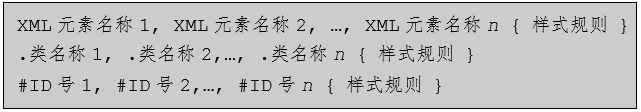 XML 元素名称 1, XML 元素名称 2, …, XML 元素名称 n { 样式规则 }
.类名称 1, .类名称 2,…, .类名称 n { 样式规则 }
#ID 号 1, #ID 号 2,…, #ID 号 n { 样式规则 }